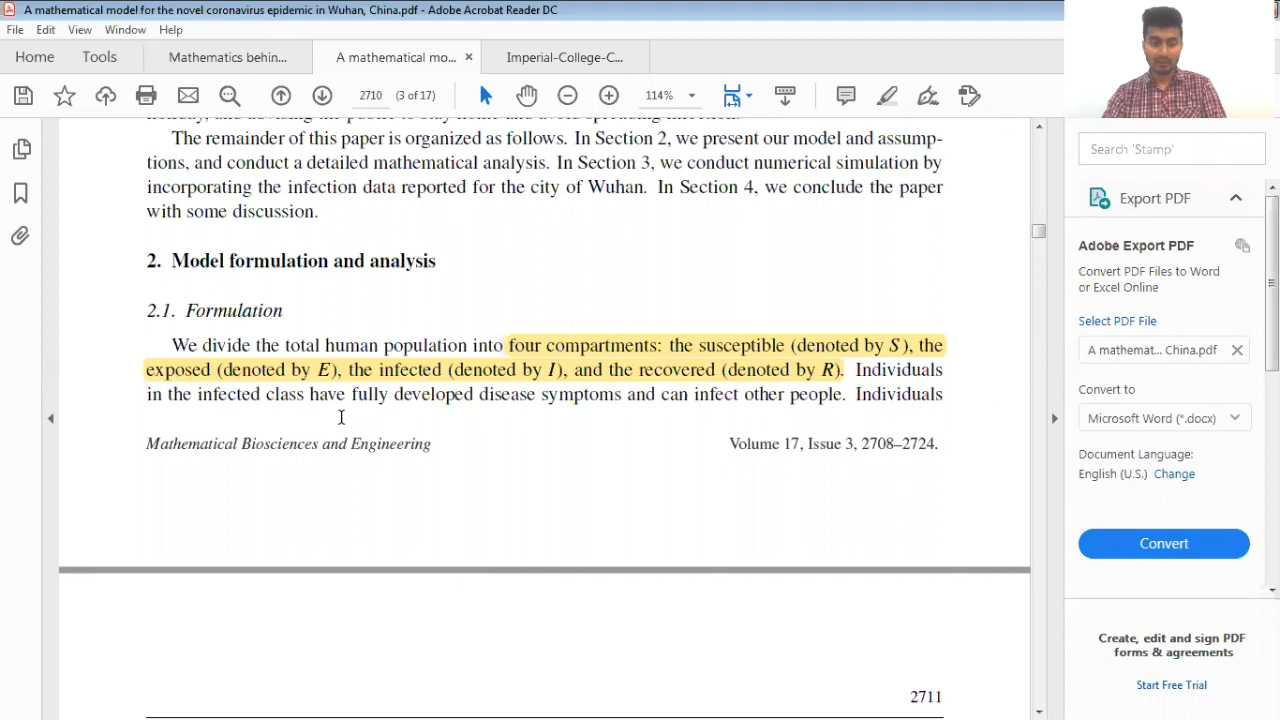 A mathematical model for the novel coronavirus epidemic in Wuhan, China.pdf - Adobe Acrobat Reader DC
File Edit View Window Help
Home Tools Mathematics behin... A mathematical mo... × Imperial-College-C...
2710 (3 of 17) 114%
The remainder of this paper is organized as follows. In Section 2, we present our model and assump-
tions, and conduct a detailed mathematical analysis. In Section 3, we conduct numerical simulation by
incorporating the infection data reported for the city of Wuhan. In Section 4, we conclude the paper
with some discussion.
2. Model formulation and analysis
2.1. Formulation
We divide the total human population into four compartments: the susceptible (denoted by S), the
exposed (denoted by E), the infected (denoted by I), and the recovered (denoted by R). Individuals
in the infected class have fully developed disease symptoms and can infect other people. Individuals
Mathematical Biosciences and Engineering Volume 17, Issue 3, 2708–2724.
2711
Search 'Stamp'
Export PDF
Adobe Export PDF
Convert PDF Files to Word
or Excel Online
Select PDF File
A mathemat... China.pdf
Convert to
Microsoft Word (*.docx)
Document Language:
English (U.S.) Change
Convert
Create, edit and sign PDF
forms & agreements
Start Free Trial